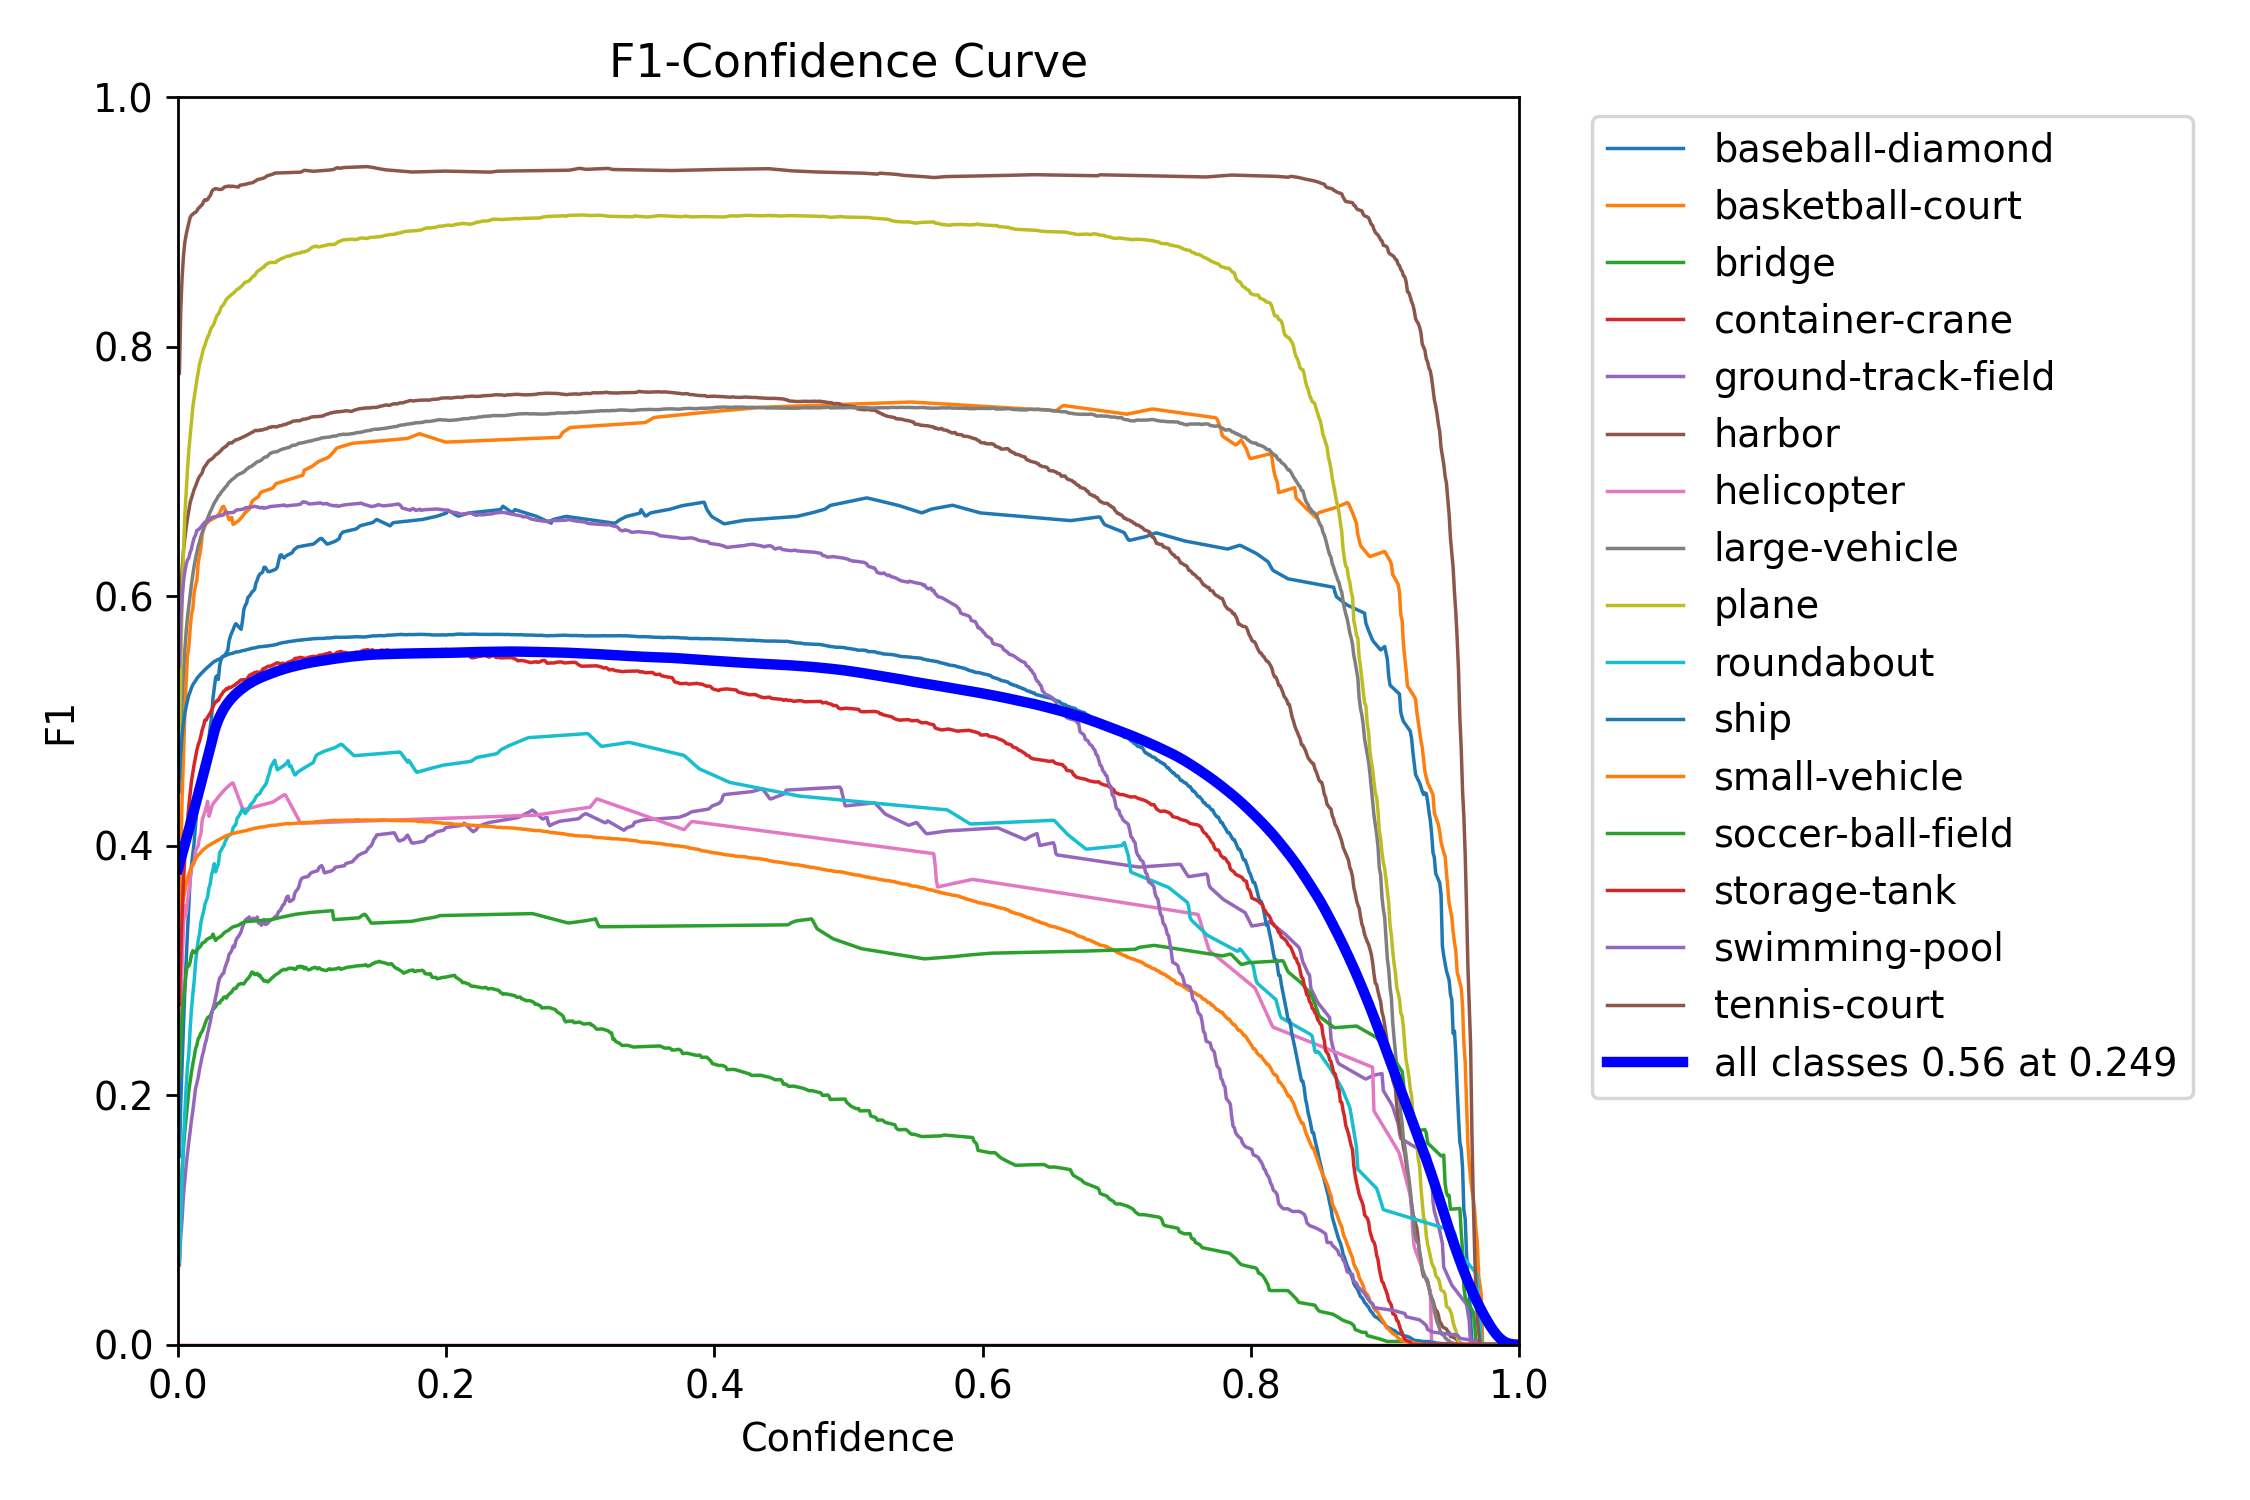 F1-Confidence Curve
1.0
0.8
0.6
0.4
0.2
0.0
F1
0.0 0.2 0.4 0.6 0.8 1.0
Confidence
baseball-diamond
basketball-court
bridge
container-crane
ground-track-field
harbor
helicopter
large-vehicle
plane
roundabout
ship
small-vehicle
soccer-ball-field
storage-tank
swimming-pool
tennis-court
all classes 0.56 at 0.249